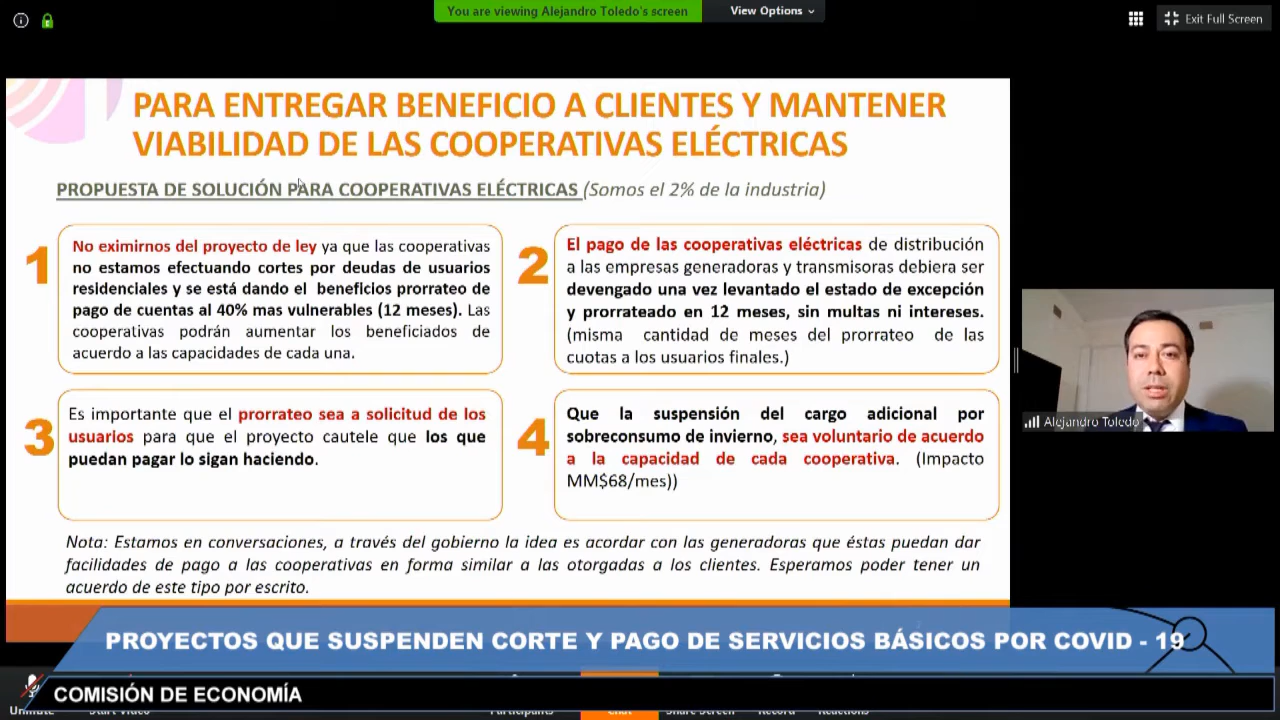 You are viewing Alejandro Toledo's screen
View Options
Exit Full Screen
PARA ENTREGAR BENEFICIO A CLIENTES Y MANTENER
VIABILIDAD DE LAS COOPERATIVAS ELÉCTRICAS
PROPUESTA DE SOLUCIÓN PARA COOPERATIVAS ELÉCTRICAS (Somos el 2% de la industria)
1
No eximirnos del proyecto de ley ya que las cooperativas
no estamos efectuando cortes por deudas de usuarios
residenciales y se está dando el beneficios prorrateo de
pago de cuentas al 40% mas vulnerables (12 meses). Las
cooperativas podrán aumentar los beneficiados de
acuerdo a las capacidades de cada una.
2
El pago de las cooperativas eléctricas de distribución
a las empresas generadoras y transmisoras debiera ser
devengado una vez levantado el estado de excepción
y prorrateado en 12 meses, sin multas ni intereses.
(misma cantidad de meses del prorrateo de las
cuotas a los usuarios finales.)
3
Es importante que el prorrateo sea a solicitud de los
usuarios para que el proyecto cautele que los que
puedan pagar lo sigan haciendo.
4
Que la suspensión del cargo adicional por
sobreconsumo de invierno, sea voluntario de acuerdo
a la capacidad de cada cooperativa. (Impacto
MM$68/mes))
Nota: Estamos en conversaciones, a través del gobierno la idea es acordar con las generadoras que éstas puedan dar
facilidades de pago a las cooperativas en forma similar a las otorgadas a los clientes. Esperamos poder tener un
acuerdo de este tipo por escrito.
Alejandro Toledo
PROYECTOS QUE SUSPENDEN CORTE Y PAGO DE SERVICIOS BÁSICOS POR COVID - 19
COMISIÓN DE ECONOMÍA